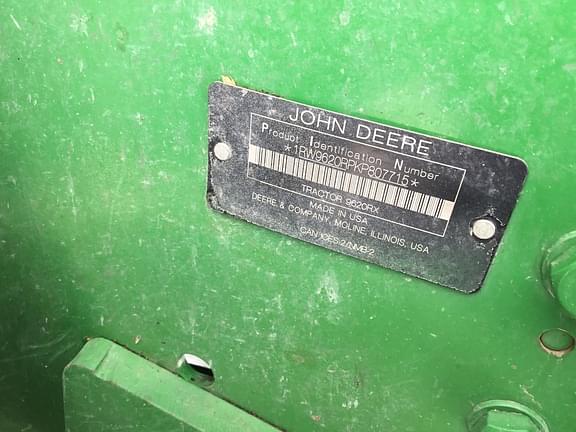 JOHN DEERE
Product Identification Number
*1RW9620RPKP807715*
TRACTOR 9620RX
MADE IN USA
DEERE & COMPANY, MOLINE, ILLINOIS, USA
CAN ICES-2/NMB-2